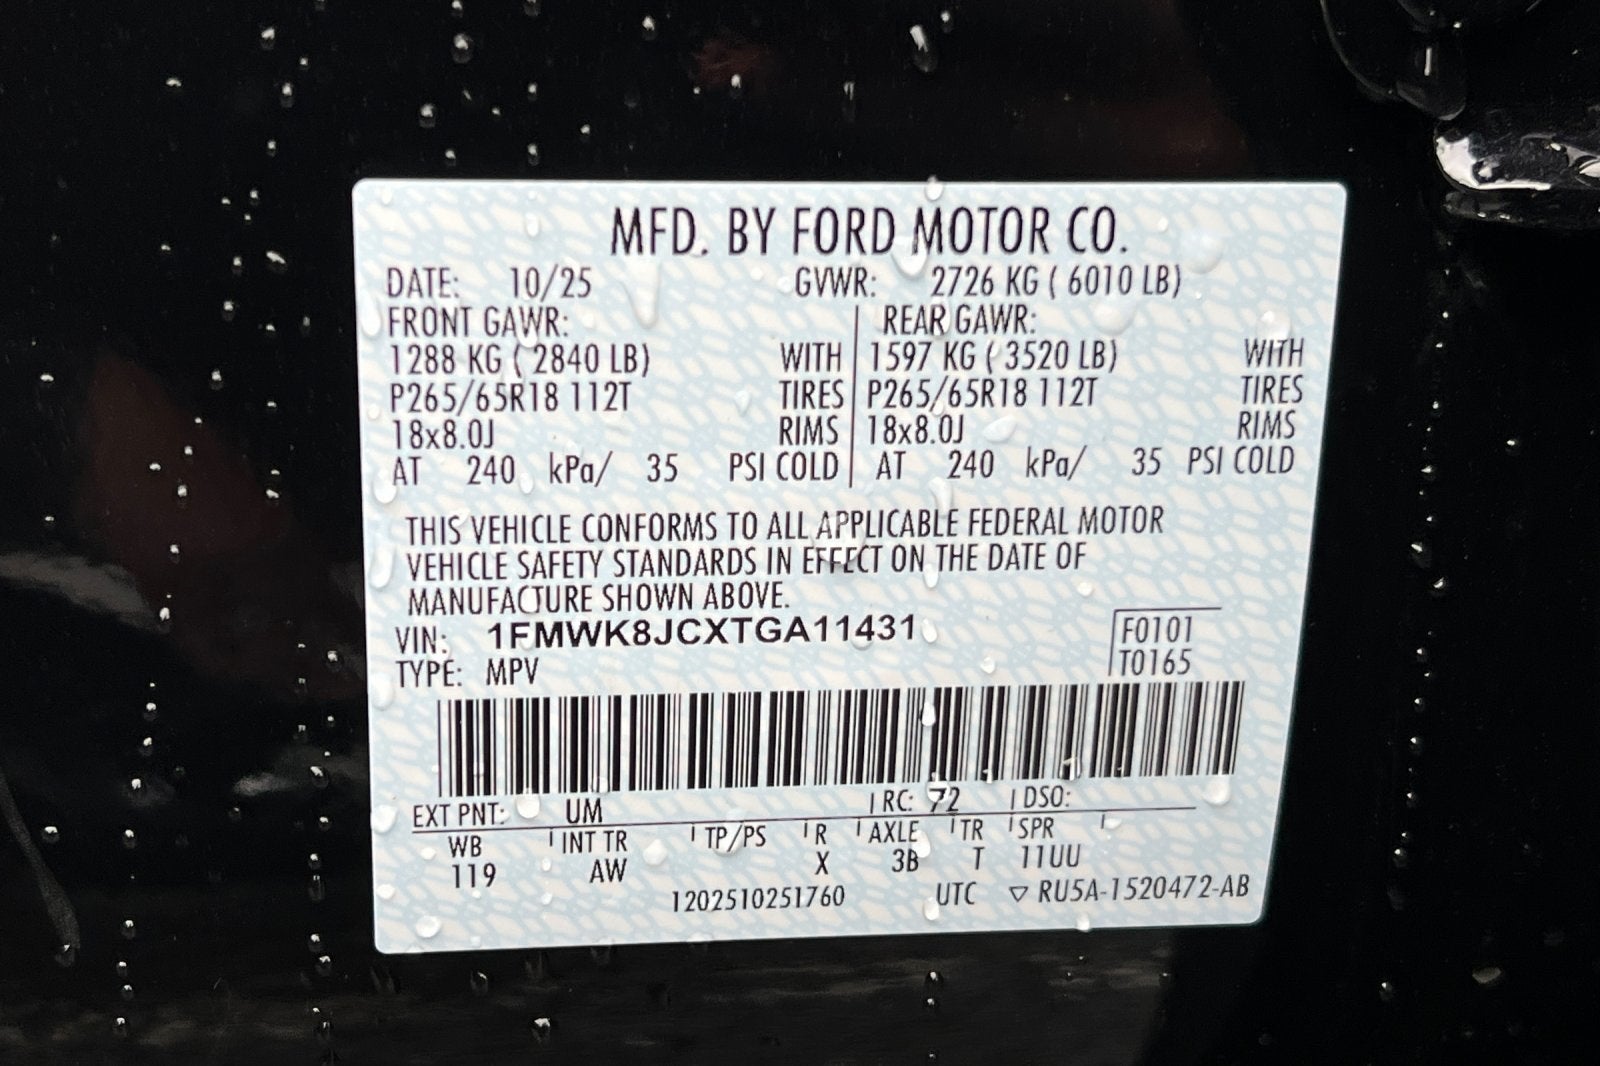 MFD. BY FORD MOTOR CO.
DATE: 10/25 GVWR: 2726 KG ( 6010 LB)
FRONT GAWR: REAR GAWR:
1288 KG ( 2840 LB) WITH 1597 KG ( 3520 LB) WITH
P265/65R18 112T TIRES P265/65R18 112T TIRES
18x8.0J RIMS 18x8.0J RIMS
AT 240 kPa/ 35 PSI COLD AT 240 kPa/ 35 PSI COLD
THIS VEHICLE CONFORMS TO ALL APPLICABLE FEDERAL MOTOR
VEHICLE SAFETY STANDARDS IN EFFECT ON THE DATE OF
MANUFACTURE SHOWN ABOVE.
VIN: 1FMWK8JCXTGA11431 F0101
TYPE: MPV T0165
EXT PNT: UM RC: 72 DSO:
WB INT TR TP/PS R AXLE TR SPR
119 AW X 3B T 11UU
1202510251760 UTC ▽ RU5A-1520472-AB